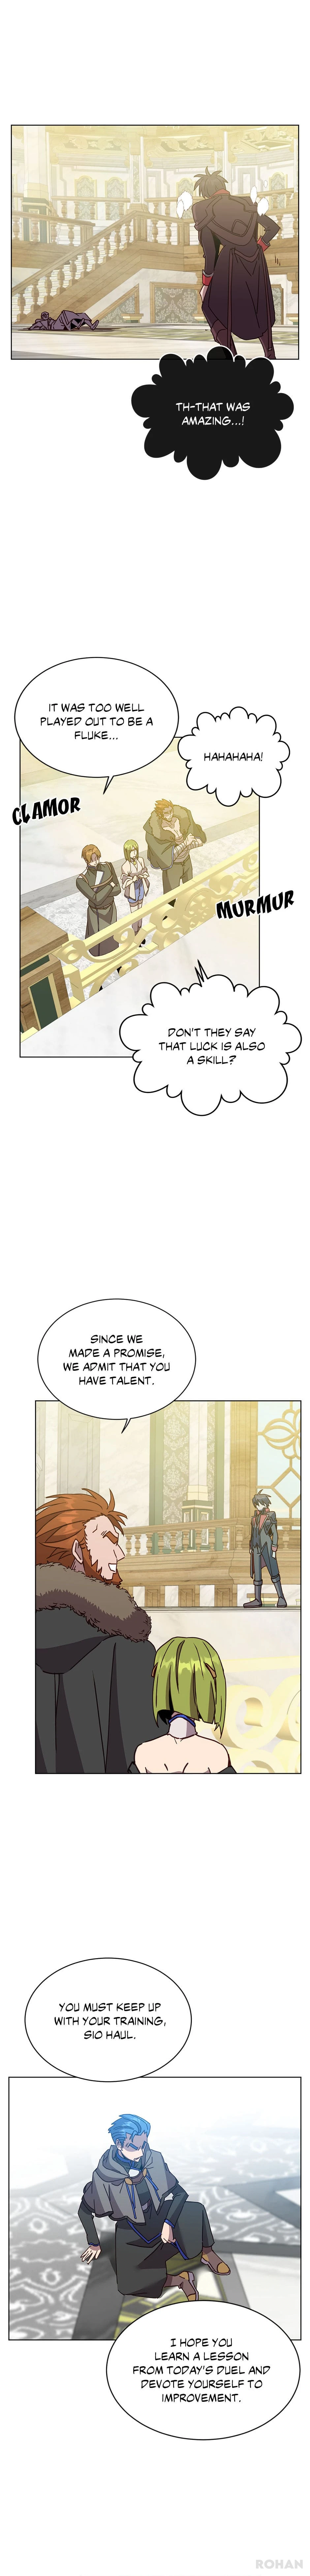 TH-THAT WAS
AMAZING...!
IT WAS TOO WELL
PLAYED OUT TO BE A
FLUKE...
HAHAHAHA!
CLAMOR
MURMUR
DON'T THEY SAY
THAT LUCK IS ALSO
A SKILL?
SINCE WE
MADE A PROMISE,
WE ADMIT THAT YOU
HAVE TALENT.
YOU MUST KEEP UP
WITH YOUR TRAINING,
SIO HAUL.
I HOPE YOU
LEARN A LESSON
FROM TODAY'S DUEL AND
DEVOTE YOURSELF TO
IMPROVEMENT.
ROHAN